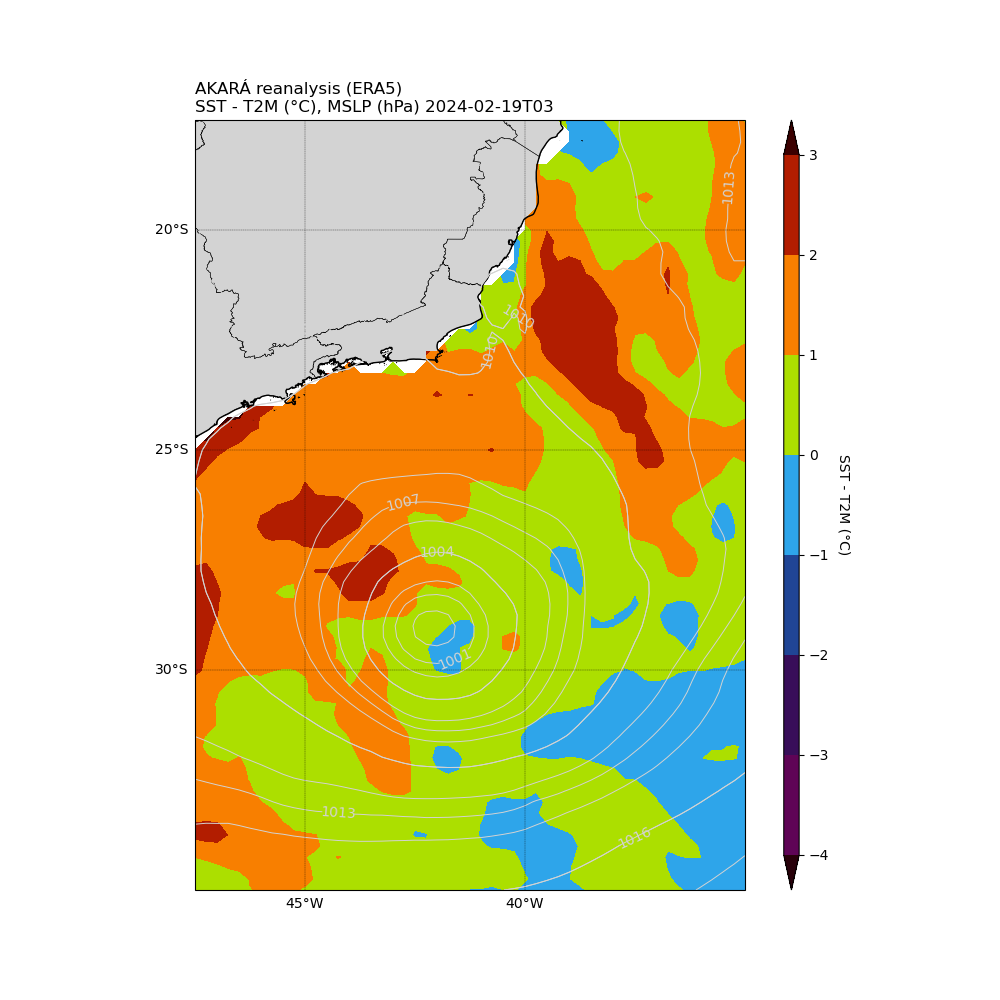 AKARÁ reanalysis (ERA5)
SST - T2M (°C), MSLP (hPa) 2024-02-19T03
3
2
1
0
−1
−2
−3
−4
SST - T2M (°C)
20°S
25°S
30°S
45°W
40°W
1013
1010
1010
1007
1004
1001
1013
1016